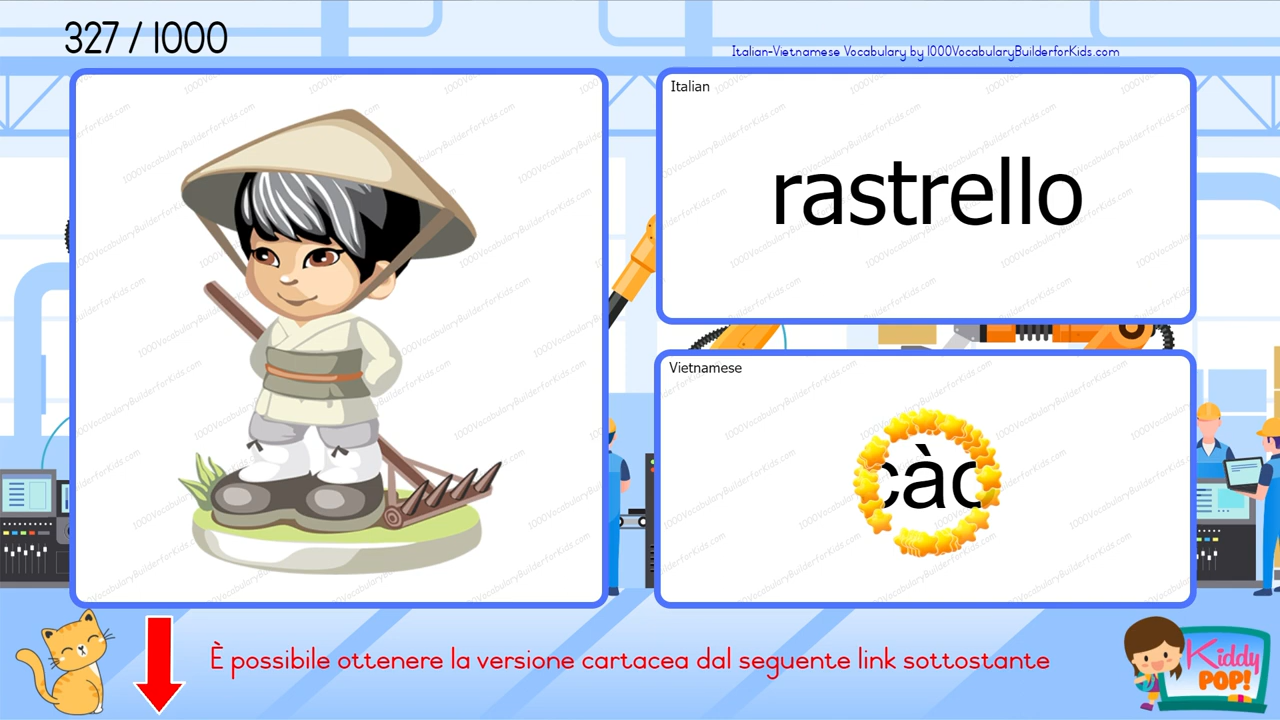 327 / 1000
Italian-Vietnamese Vocabulary by 1000VocabularyBuilderforKids.com
Italian
rastrello
Vietnamese
cào
È possibile ottenere la versione cartacea dal seguente link sottostante
Kiddy
POP!